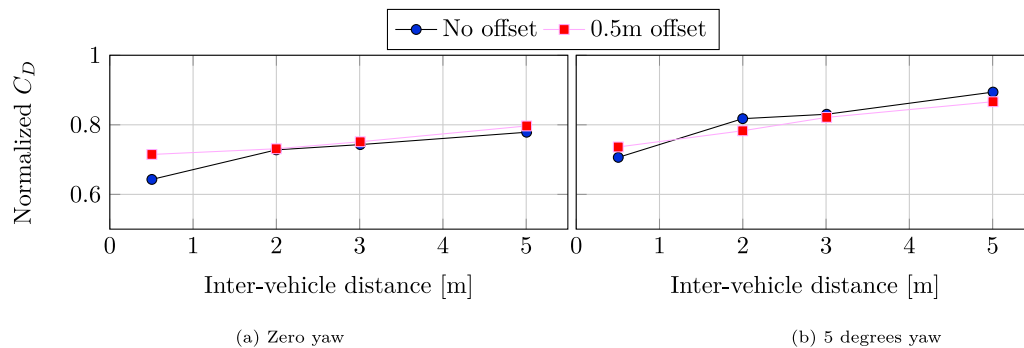 No offset 0.5m offset
Normalized C_D
1
0.8
0.6
0 1 2 3 4 5
0 1 2 3 4 5
Inter-vehicle distance [m]
Inter-vehicle distance [m]
(a) Zero yaw
(b) 5 degrees yaw